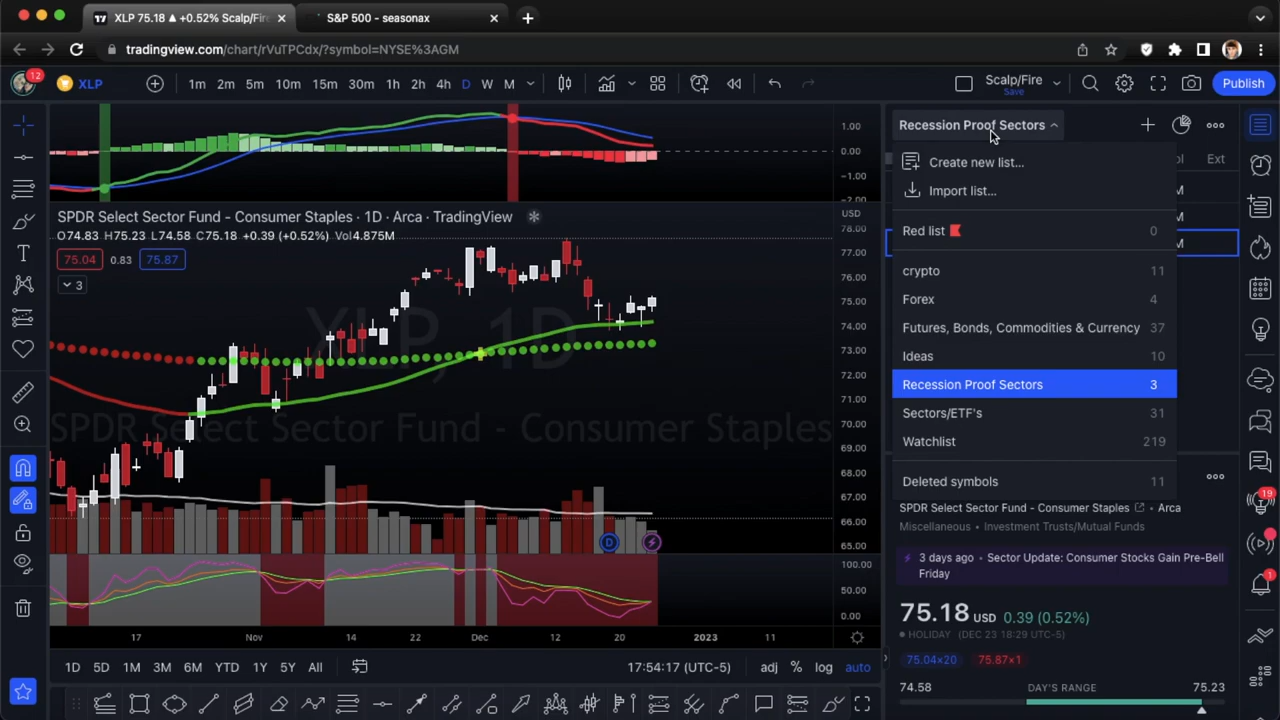 XLP 75.18 ▲ +0.52% Scalp/Fire
S&P 500 - seasonax
tradingview.com/chart/rVuTPCdx/?symbol=NYSE%3AGM
12
XLP
1m 2m 5m 10m 15m 30m 1h 2h 4h D W M
Scalp/Fire
Save
Publish
Recession Proof Sectors
Ext
Create new list...
Import list...
Red list 0
crypto 11
Forex 4
Futures, Bonds, Commodities & Currency 37
Ideas 10
Recession Proof Sectors 3
Sectors/ETF's 31
Watchlist 219
Deleted symbols 11
1.00
0.00
-1.00
-2.00
SPDR Select Sector Fund - Consumer Staples · 1D · Arca · TradingView
USD
O74.83 H75.23 L74.58 C75.18 +0.39 (+0.52%) Vol4.875M
75.04 0.83 75.87
3
78.00
77.00
76.00
75.00
74.00
73.00
72.00
71.00
70.00
69.00
68.00
67.00
66.00
65.00
XLP, 1D
SPDR Select Sector Fund - Consumer Staples
D
100.00
50.00
0.00
17 Nov 14 22 Dec 12 20 2023 11
1D 5D 1M 3M 6M YTD 1Y 5Y All
17:54:17 (UTC-5) adj % log auto
SPDR Select Sector Fund - Consumer Staples • Arca
Miscellaneous • Investment Trusts/Mutual Funds
3 days ago • Sector Update: Consumer Stocks Gain Pre-Bell
Friday
75.18 USD 0.39 (0.52%)
HOLIDAY (DEC 23 18:29 UTC-5)
75.04×20 75.87×1
74.58 DAY'S RANGE 75.23
19
1